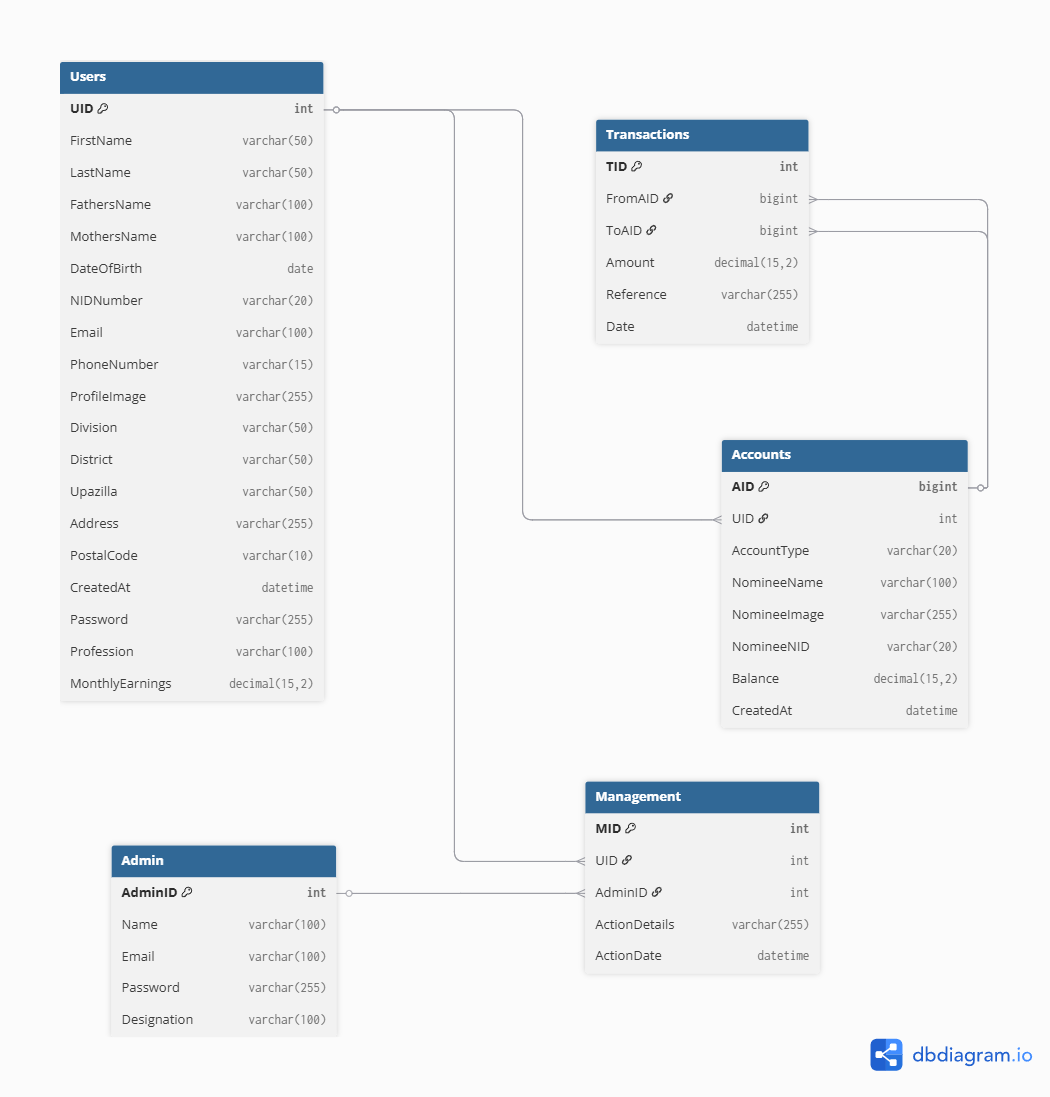 Users
UID int
FirstName varchar(50)
LastName varchar(50)
FathersName varchar(100)
MothersName varchar(100)
DateOfBirth date
NIDNumber varchar(20)
Email varchar(100)
PhoneNumber varchar(15)
ProfileImage varchar(255)
Division varchar(50)
District varchar(50)
Upazilla varchar(50)
Address varchar(255)
PostalCode varchar(10)
CreatedAt datetime
Password varchar(255)
Profession varchar(100)
MonthlyEarnings decimal(15,2)
Transactions
TID int
FromAID bigint
ToAID bigint
Amount decimal(15,2)
Reference varchar(255)
Date datetime
Accounts
AID bigint
UID int
AccountType varchar(20)
NomineeName varchar(100)
NomineeImage varchar(255)
NomineeNID varchar(20)
Balance decimal(15,2)
CreatedAt datetime
Management
MID int
UID int
AdminID int
ActionDetails varchar(255)
ActionDate datetime
Admin
AdminID int
Name varchar(100)
Email varchar(100)
Password varchar(255)
Designation varchar(100)
dbdiagram.io